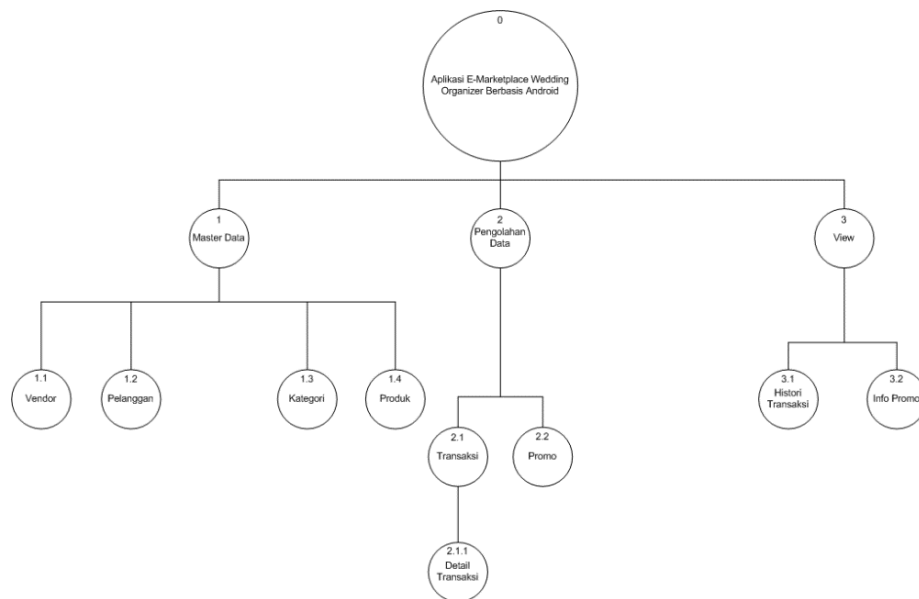 0
Aplikasi E-Marketplace Wedding
Organizer Berbasis Android
1
Master Data
2
Pengolahan
Data
3
View
1.1
Vendor
1.2
Pelanggan
1.3
Kategori
1.4
Produk
2.1
Transaksi
2.2
Promo
2.1.1
Detail
Transaksi
3.1
Histori
Transaksi
3.2
Info Promo